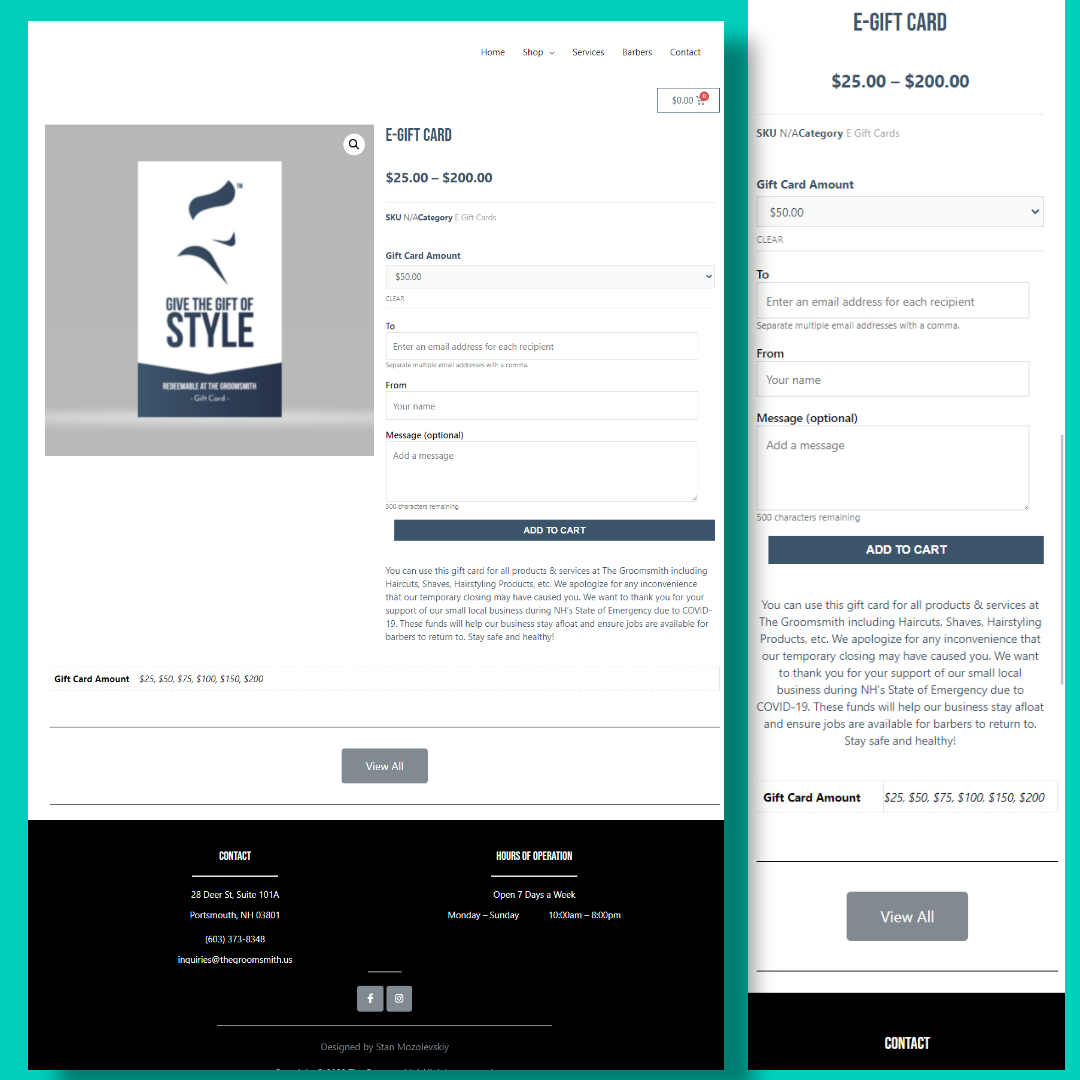 Home Shop Services Barbers Contact
$0.00 0
TM
GIVE THE GIFT OF
STYLE
REDEEMABLE AT THE GROOMSMITH
- Gift Card -
E-GIFT CARD
$25.00 – $200.00
SKU N/ACategory E Gift Cards
Gift Card Amount
$50.00
CLEAR
To
Enter an email address for each recipient
Separate multiple email addresses with a comma.
From
Your name
Message (optional)
Add a message
500 characters remaining
ADD TO CART
You can use this gift card for all products & services at The Groomsmith including
Haircuts, Shaves, Hairstyling Products, etc. We apologize for any inconvenience
that our temporary closing may have caused you. We want to thank you for your
support of our small local business during NH's State of Emergency due to COVID-
19. These funds will help our business stay afloat and ensure jobs are available for
barbers to return to. Stay safe and healthy!
Gift Card Amount $25, $50, $75, $100, $150, $200
View All
CONTACT
28 Deer St, Suite 101A
Portsmouth, NH 03801
(603) 373-8348
inquiries@thegroomsmith.us
HOURS OF OPERATION
Open 7 Days a Week
Monday – Sunday 10:00am – 8:00pm
Designed by Stan Mozolevskiy
E-GIFT CARD
$25.00 – $200.00
SKU N/ACategory E Gift Cards
Gift Card Amount
$50.00
CLEAR
To
Enter an email address for each recipient
Separate multiple email addresses with a comma.
From
Your name
Message (optional)
Add a message
500 characters remaining
ADD TO CART
You can use this gift card for all products & services at
The Groomsmith including Haircuts, Shaves, Hairstyling
Products, etc. We apologize for any inconvenience that
our temporary closing may have caused you. We want
to thank you for your support of our small local
business during NH's State of Emergency due to
COVID-19. These funds will help our business stay afloat
and ensure jobs are available for barbers to return to.
Stay safe and healthy!
Gift Card Amount $25, $50, $75, $100, $150, $200
View All
CONTACT